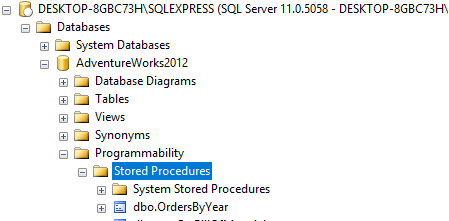 DESKTOP-8GBC73H\SQLEXPRESS (SQL Server 11.0.5058 - DESKTOP-8GBC73H\
Databases
System Databases
AdventureWorks2012
Database Diagrams
Tables
Views
Synonyms
Programmability
Stored Procedures
System Stored Procedures
dbo.OrdersByYear